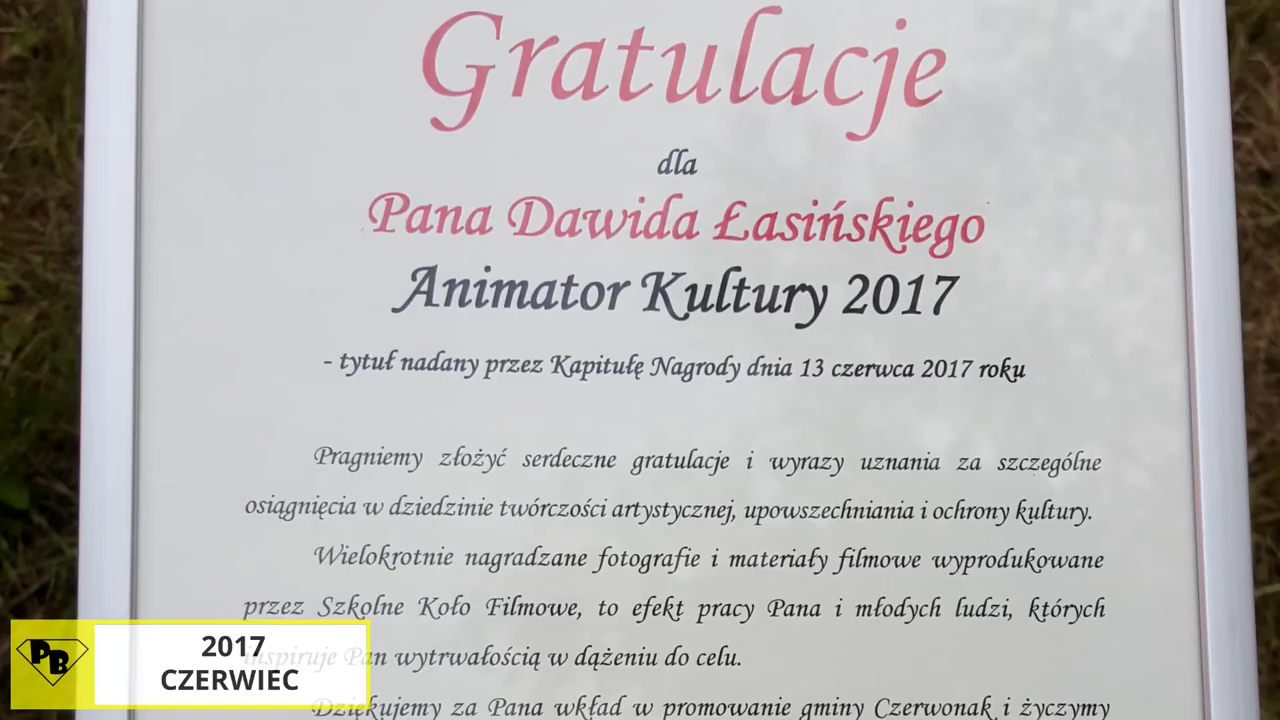 Gratulacje
dla
Pana Dawida Łasińskiego
Animator Kultury 2017
- tytuł nadany przez Kapitułę Nagrody dnia 13 czerwca 2017 roku
Pragniemy złożyć serdeczne gratulacje i wyrazy uznania za szczególne
osiągnięcia w dziedzinie twórczości artystycznej, upowszechniania i ochrony kultury.
Wielokrotnie nagradzane fotografie i materiały filmowe wyprodukowane
przez Szkolne Koło Filmowe, to efekt pracy Pana i młodych ludzi, których
inspiruje Pan wytrwałością w dążeniu do celu.
Dziękujemy za Pana wkład w promowanie gminy Czerwonak i życzymy
PB
2017
CZERWIEC